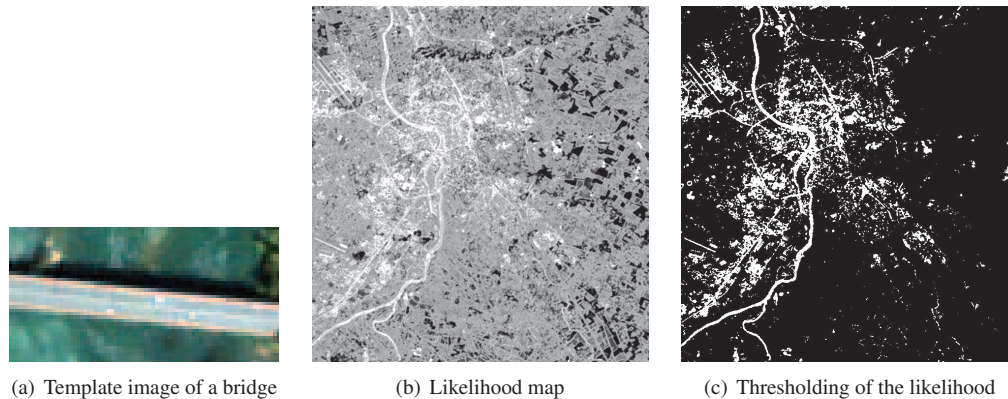 (a) Template image of a bridge
(b) Likelihood map
(c) Thresholding of the likelihood